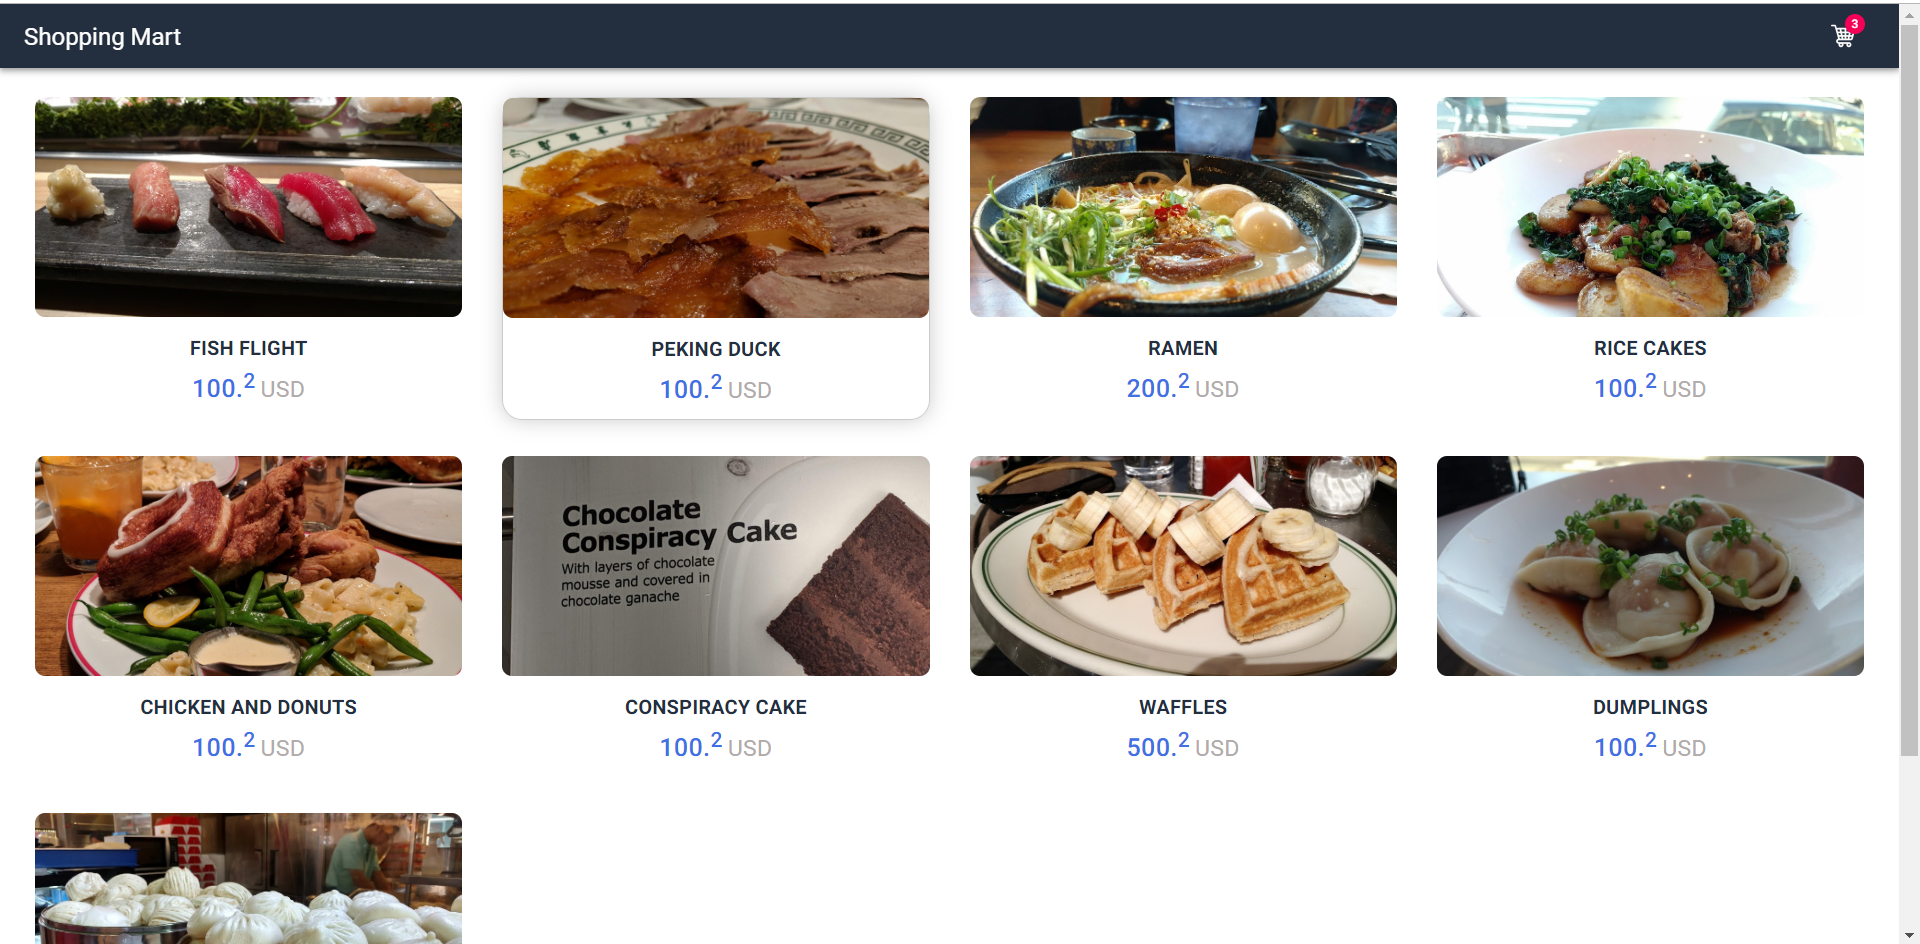 Shopping Mart
3
FISH FLIGHT
100.2 USD
PEKING DUCK
100.2 USD
RAMEN
200.2 USD
RICE CAKES
100.2 USD
Chocolate
Conspiracy Cake
With layers of chocolate
mousse and covered in
chocolate ganache
CHICKEN AND DONUTS
100.2 USD
CONSPIRACY CAKE
100.2 USD
WAFFLES
500.2 USD
DUMPLINGS
100.2 USD